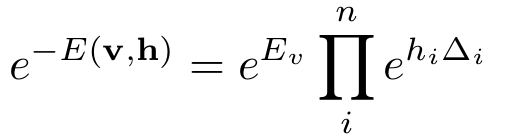 $e^{-E(\mathbf{v},\mathbf{h})} = e^{E_v} \prod_{i}^{n} e^{h_i \Delta_i}$